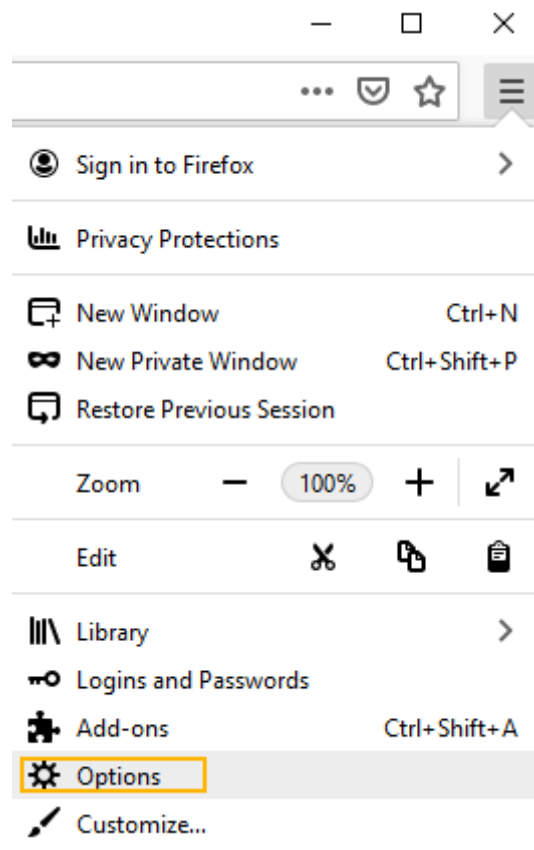 Sign in to Firefox
Privacy Protections
New Window Ctrl+N
New Private Window Ctrl+Shift+P
Restore Previous Session
Zoom 100%
Edit
Library
Logins and Passwords
Add-ons Ctrl+Shift+A
Options
Customize...